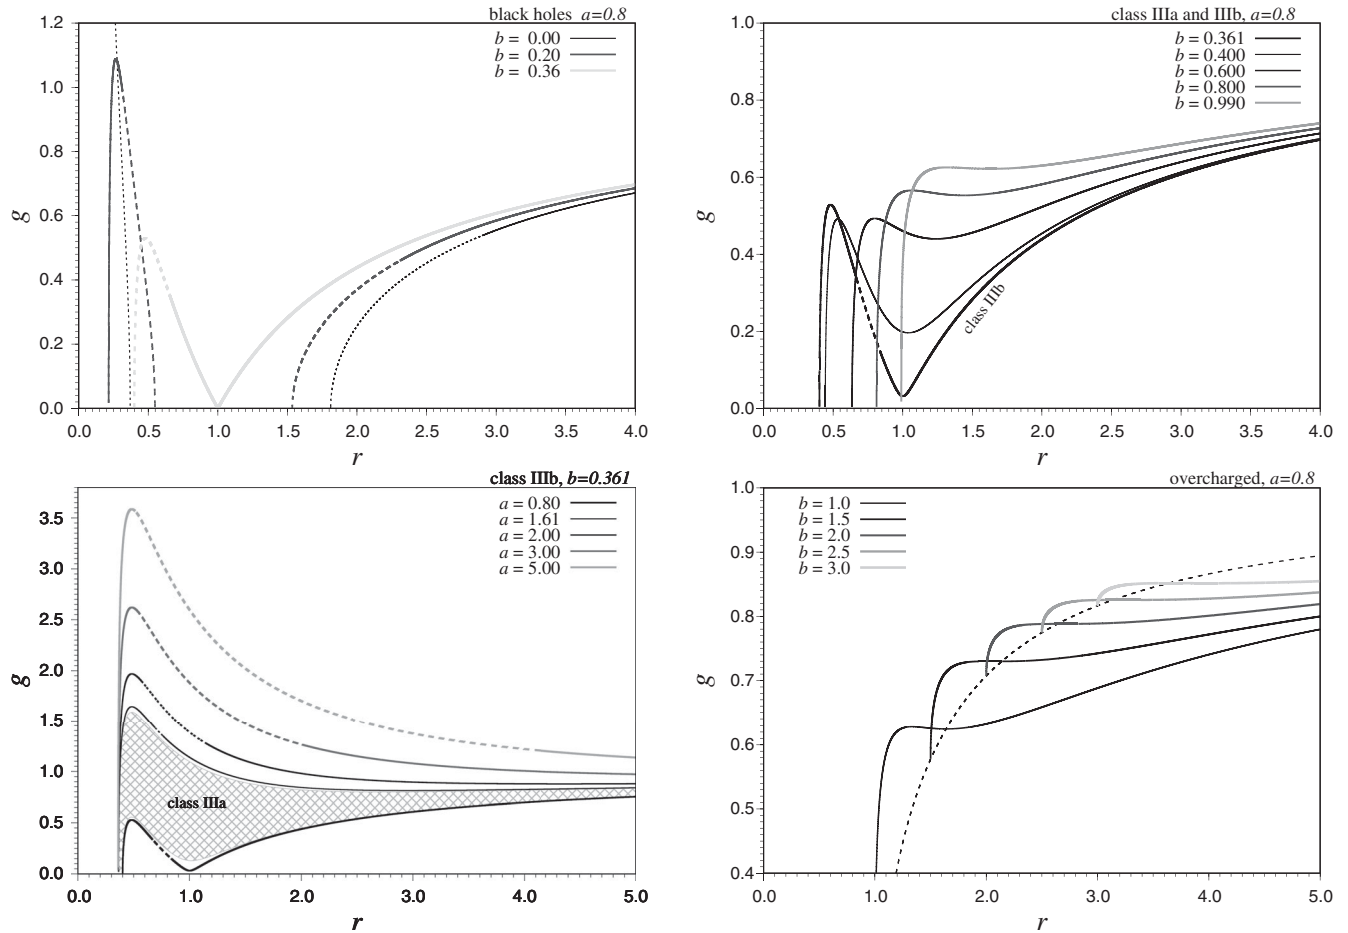 black holes a=0.8
b = 0.00
b = 0.20
b = 0.36
1.2
1.0
0.8
0.6
0.4
0.2
0.0
g
0.0 0.5 1.0 1.5 2.0 2.5 3.0 3.5 4.0
r
class IIIa and IIIb, a=0.8
b = 0.361
b = 0.400
b = 0.600
b = 0.800
b = 0.990
1.0
0.8
0.6
0.4
0.2
0.0
g
class IIIb
0.0 0.5 1.0 1.5 2.0 2.5 3.0 3.5 4.0
r
class IIIb, b=0.361
a = 0.80
a = 1.61
a = 2.00
a = 3.00
a = 5.00
3.5
3.0
2.5
2.0
1.5
1.0
0.5
0.0
g
class IIIa
0.0 1.0 2.0 3.0 4.0 5.0
r
overcharged, a=0.8
b = 1.0
b = 1.5
b = 2.0
b = 2.5
b = 3.0
1.0
0.9
0.8
0.7
0.6
0.5
0.4
g
0.0 1.0 2.0 3.0 4.0 5.0
r